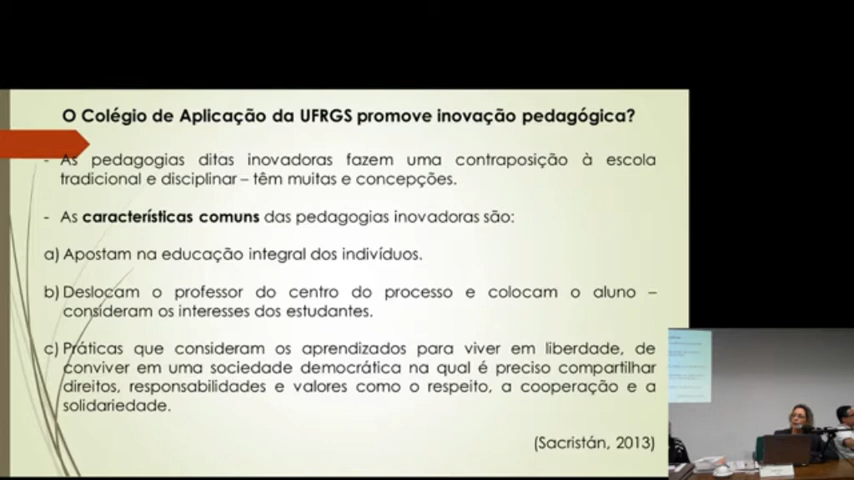 O Colégio de Aplicação da UFRGS promove inovação pedagógica?
- As pedagogias ditas inovadoras fazem uma contraposição à escola
tradicional e disciplinar – têm muitas e concepções.
- As características comuns das pedagogias inovadoras são:
a) Apostam na educação integral dos indivíduos.
b) Deslocam o professor do centro do processo e colocam o aluno –
consideram os interesses dos estudantes.
c) Práticas que consideram os aprendizados para viver em liberdade, de
conviver em uma sociedade democrática na qual é preciso compartilhar
direitos, responsabilidades e valores como o respeito, a cooperação e a
solidariedade.
(Sacristán, 2013)